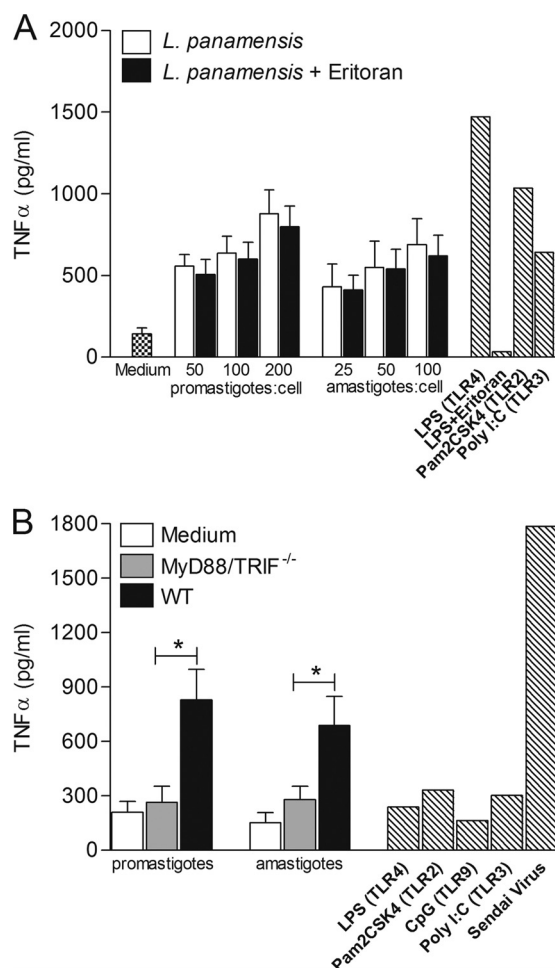 A
TNFα (pg/ml)
2000
1500
1000
500
0
L. panamensis
L. panamensis + Eritoran
Medium
50 100 200
promastigotes:cell
25 50 100
amastigotes:cell
LPS (TLR4)
LPS+Eritoran
Pam2CSK4 (TLR2)
Poly I:C (TLR3)
B
TNFα (pg/ml)
1800
1500
1200
900
600
300
0
Medium
MyD88/TRIF-/-
WT
*
*
promastigotes
amastigotes
LPS (TLR4)
Pam2CSK4 (TLR2)
CpG (TLR9)
Poly I:C (TLR3)
Sendai Virus